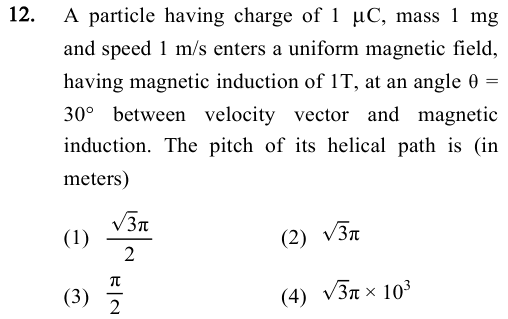 12. A particle having charge of 1 μC, mass 1 mg
and speed 1 m/s enters a uniform magnetic field,
having magnetic induction of 1T, at an angle θ =
30° between velocity vector and magnetic
induction. The pitch of its helical path is (in
meters)
(1) √3π/2 (2) √3π
(3) π/2 (4) √3π × 10³